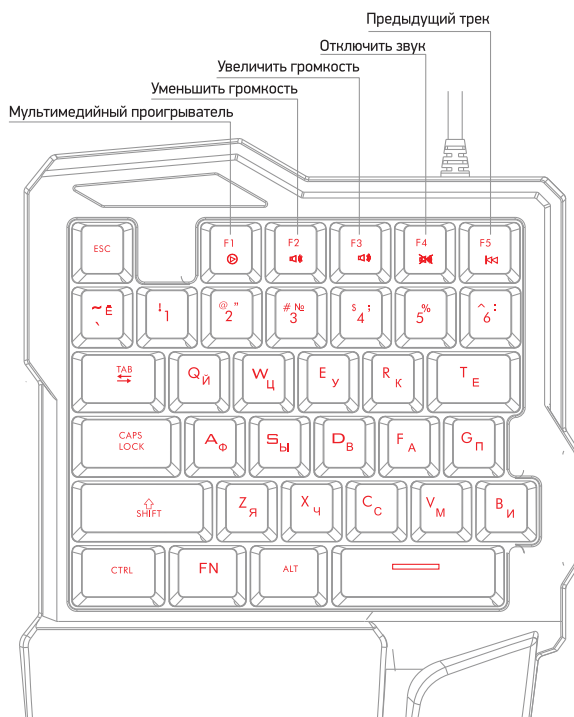 Предыдущий трек
Отключить звук
Увеличить громкость
Уменьшить громкость
Мультимедийный проигрыватель
ESC F1 F2 F3 F4 F5
~ Ё ` ! 1 @ " 2 # № 3 $ ; 4 % 5 ^ : 6
TAB Q Й W Ц E У R К T Е
CAPS LOCK A Ф S Ы D В F А G П
SHIFT Z Я X Ч C С V М B И
CTRL FN ALT